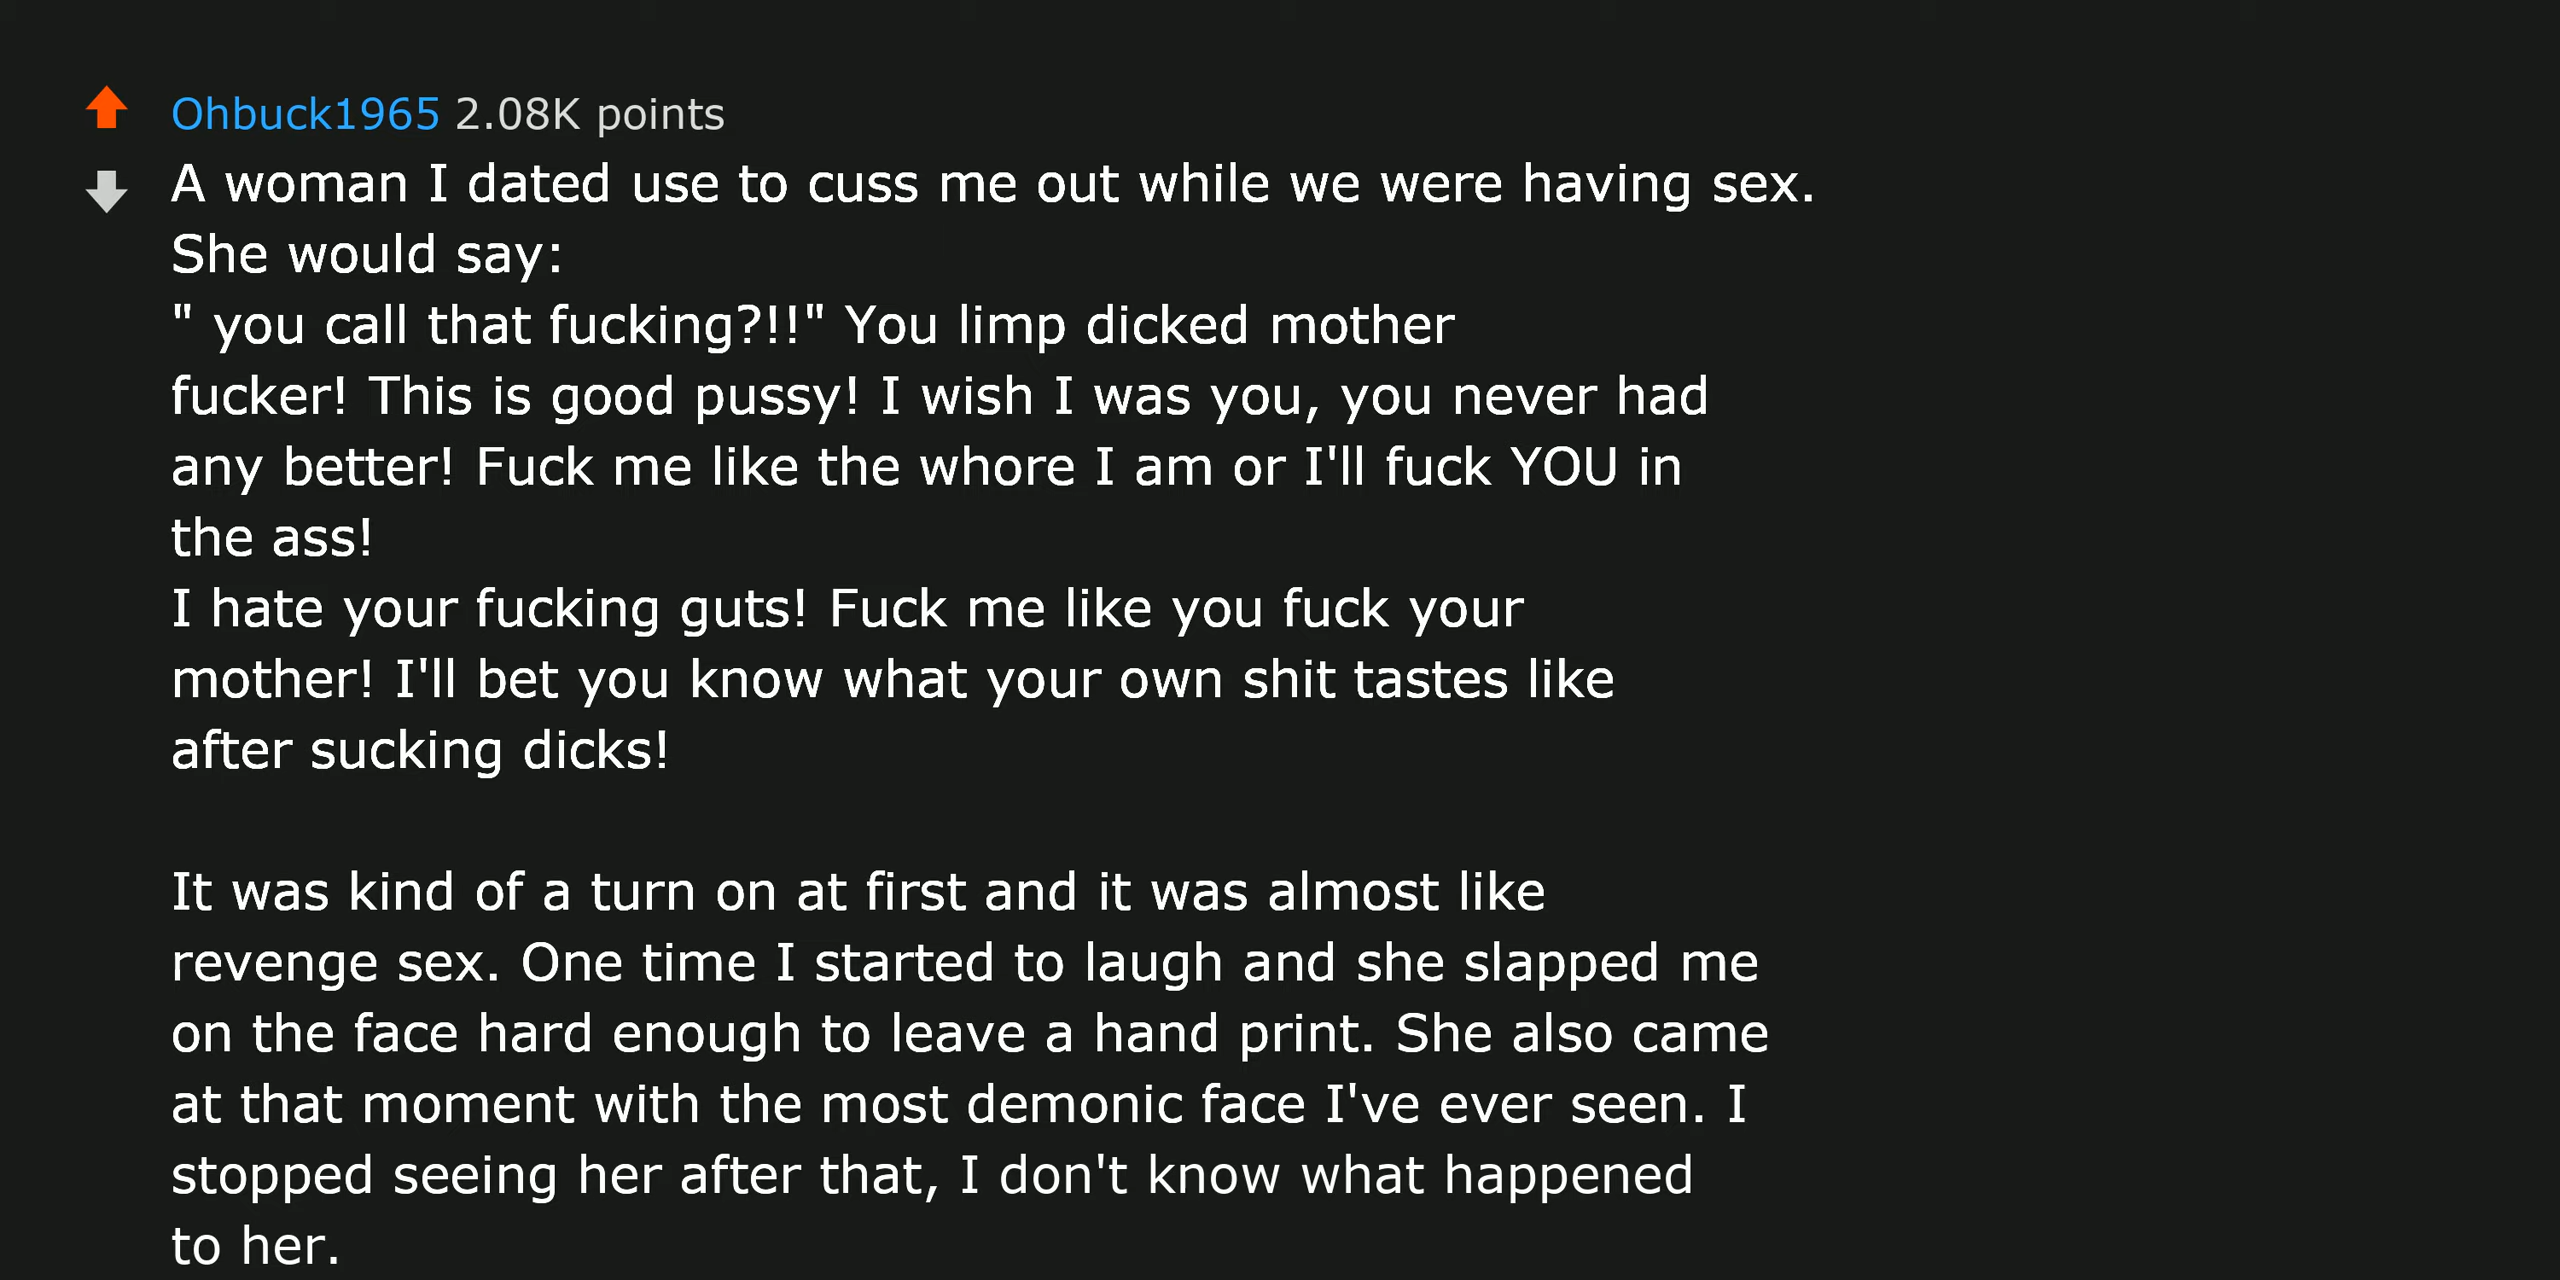 Ohbuck1965 2.08K points
A woman I dated use to cuss me out while we were having sex.
She would say:
" you call that fucking?!!" You limp dicked mother
fucker! This is good pussy! I wish I was you, you never had
any better! Fuck me like the whore I am or I'll fuck YOU in
the ass!
I hate your fucking guts! Fuck me like you fuck your
mother! I'll bet you know what your own shit tastes like
after sucking dicks!
It was kind of a turn on at first and it was almost like
revenge sex. One time I started to laugh and she slapped me
on the face hard enough to leave a hand print. She also came
at that moment with the most demonic face I've ever seen. I
stopped seeing her after that, I don't know what happened
to her.